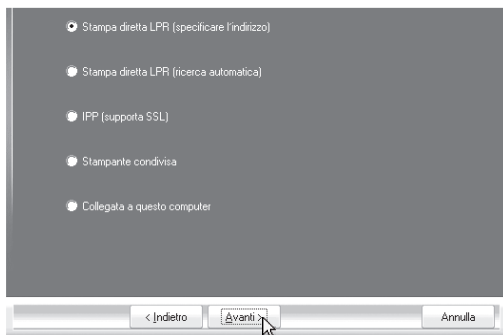 Stampa diretta LPR (specificare l'indirizzo)
Stampa diretta LPR (ricerca automatica)
IPP (supporta SSL)
Stampante condivisa
Collegata a questo computer
< Indietro Avanti > Annulla